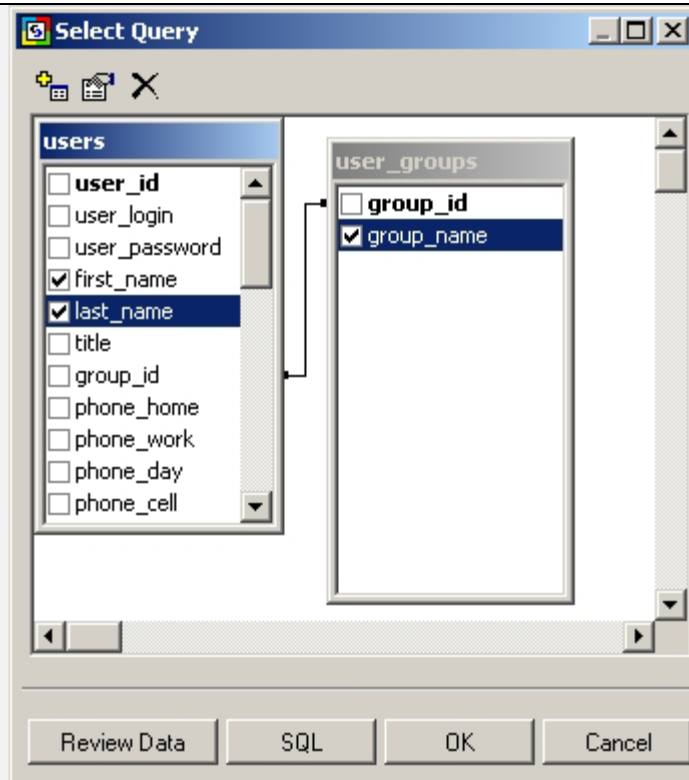 Select Query
users
user_id
user_login
user_password
first_name
last_name
title
group_id
phone_home
phone_work
phone_day
phone_cell
user_groups
group_id
group_name
Review Data
SQL
OK
Cancel